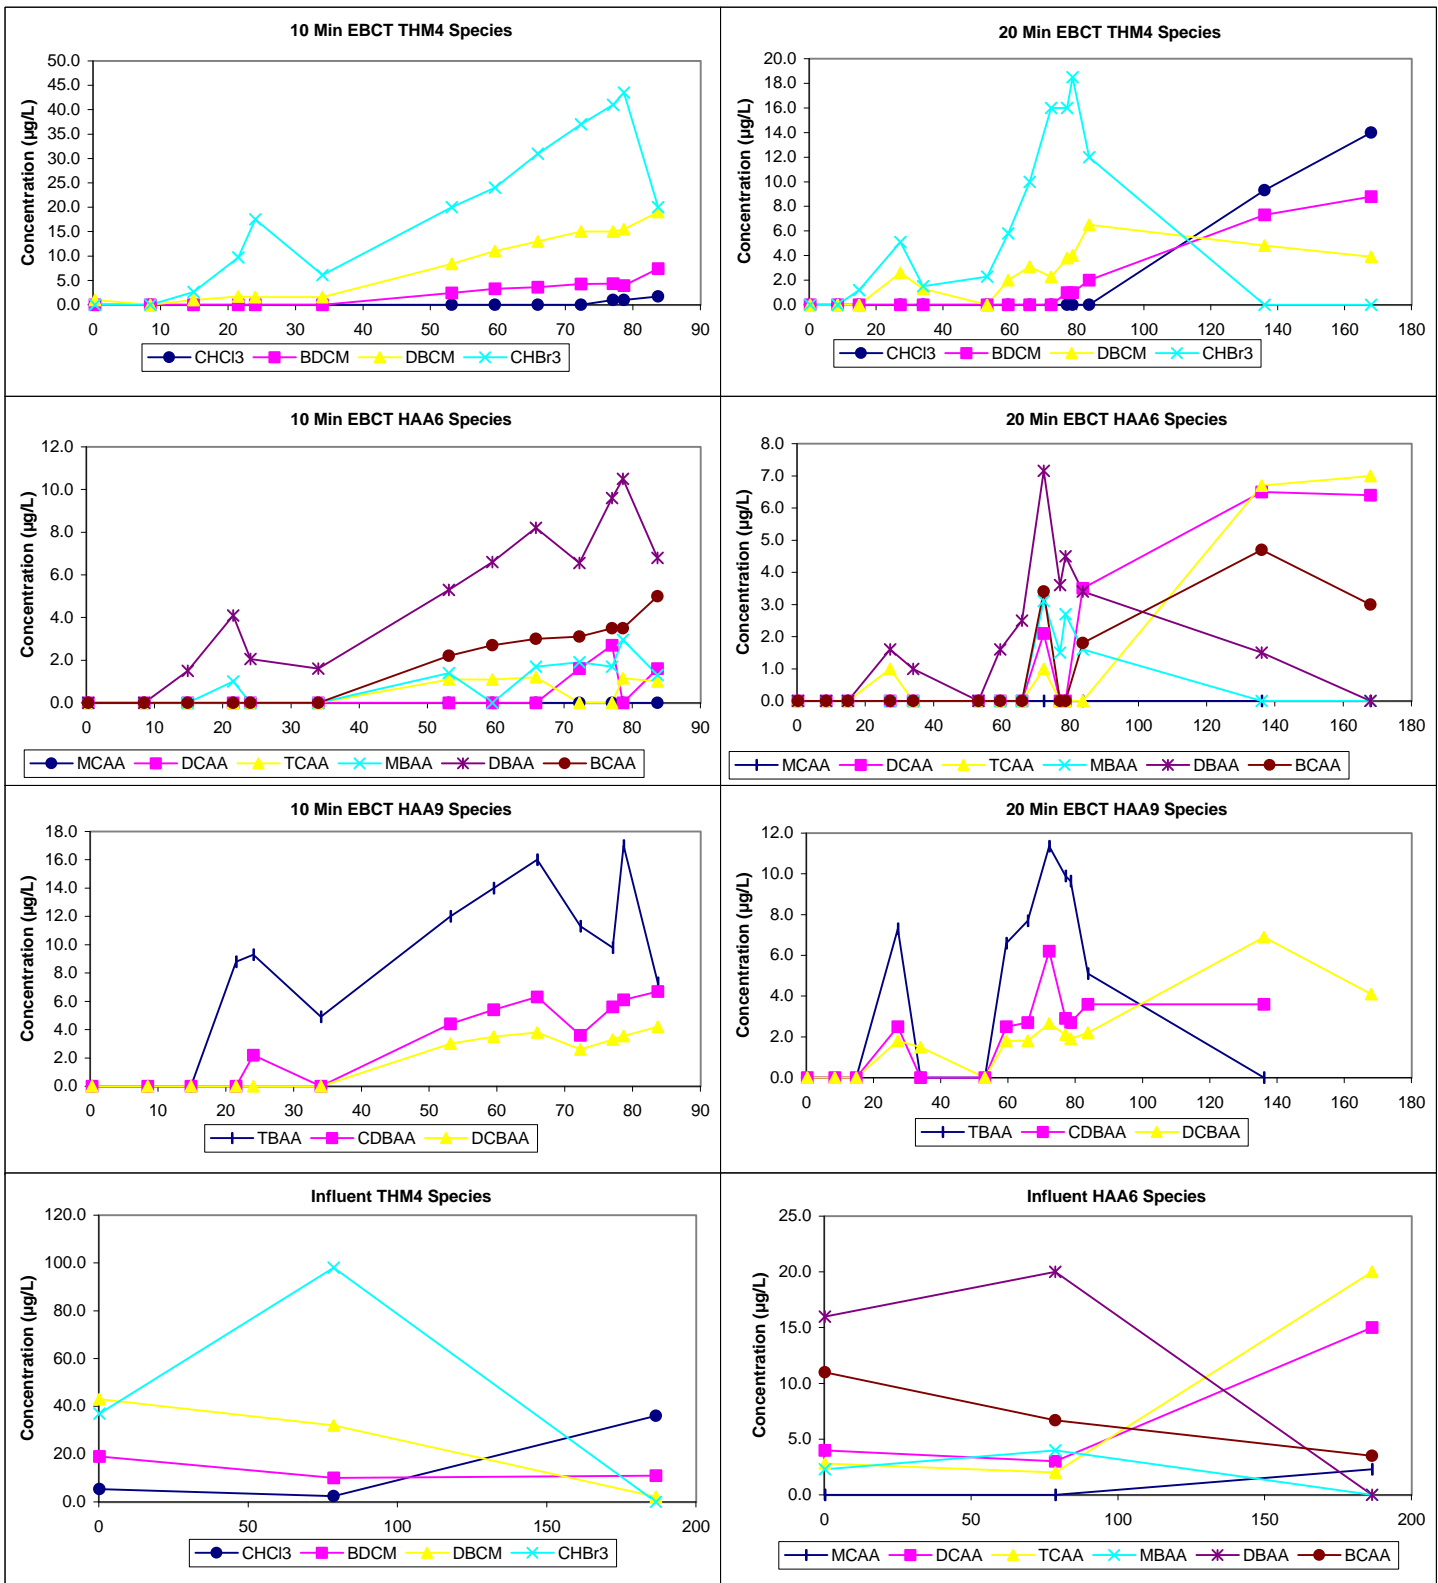 10 Min EBCT THM4 Species
Concentration (µg/L)
50.0
45.0
40.0
35.0
30.0
25.0
20.0
15.0
10.0
5.0
0.0
0 10 20 30 40 50 60 70 80 90
CHCl3 BDCM DBCM CHBr3
20 Min EBCT THM4 Species
Concentration (µg/L)
20.0
18.0
16.0
14.0
12.0
10.0
8.0
6.0
4.0
2.0
0.0
0 20 40 60 80 100 120 140 160 180
CHCl3 BDCM DBCM CHBr3
10 Min EBCT HAA6 Species
Concentration (µg/L)
12.0
10.0
8.0
6.0
4.0
2.0
0.0
0 10 20 30 40 50 60 70 80 90
MCAA DCAA TCAA MBAA DBAA BCAA
20 Min EBCT HAA6 Species
Concentration (µg/L)
8.0
7.0
6.0
5.0
4.0
3.0
2.0
1.0
0.0
0 20 40 60 80 100 120 140 160 180
MCAA DCAA TCAA MBAA DBAA BCAA
10 Min EBCT HAA9 Species
Concentration (µg/L)
18.0
16.0
14.0
12.0
10.0
8.0
6.0
4.0
2.0
0.0
0 10 20 30 40 50 60 70 80 90
TBAA CDBAA DCBAA
20 Min EBCT HAA9 Species
Concentration (µg/L)
12.0
10.0
8.0
6.0
4.0
2.0
0.0
0 20 40 60 80 100 120 140 160 180
TBAA CDBAA DCBAA
Influent THM4 Species
Concentration (µg/L)
120.0
100.0
80.0
60.0
40.0
20.0
0.0
0 50 100 150 200
CHCl3 BDCM DBCM CHBr3
Influent HAA6 Species
Concentration (µg/L)
25.0
20.0
15.0
10.0
5.0
0.0
0 50 100 150 200
MCAA DCAA TCAA MBAA DBAA BCAA